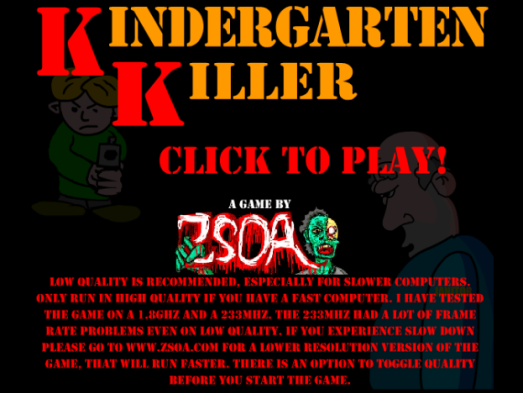 KINDERGARTEN
KILLER
CLICK TO PLAY!
A GAME BY
ZSOA
LOW QUALITY IS RECOMMENDED, ESPECIALLY FOR SLOWER COMPUTERS.
ONLY RUN IN HIGH QUALITY IF YOU HAVE A FAST COMPUTER. I HAVE TESTED
THE GAME ON A 1.8GHZ AND A 233MHZ. THE 233MHZ HAD A LOT OF FRAME
RATE PROBLEMS EVEN ON LOW QUALITY. IF YOU EXPERIENCE SLOW DOWN
PLEASE GO TO WWW.ZSOA.COM FOR A LOWER RESOLUTION VERSION OF THE
GAME, THAT WILL RUN FASTER. THERE IS AN OPTION TO TOGGLE QUALITY
BEFORE YOU START THE GAME.